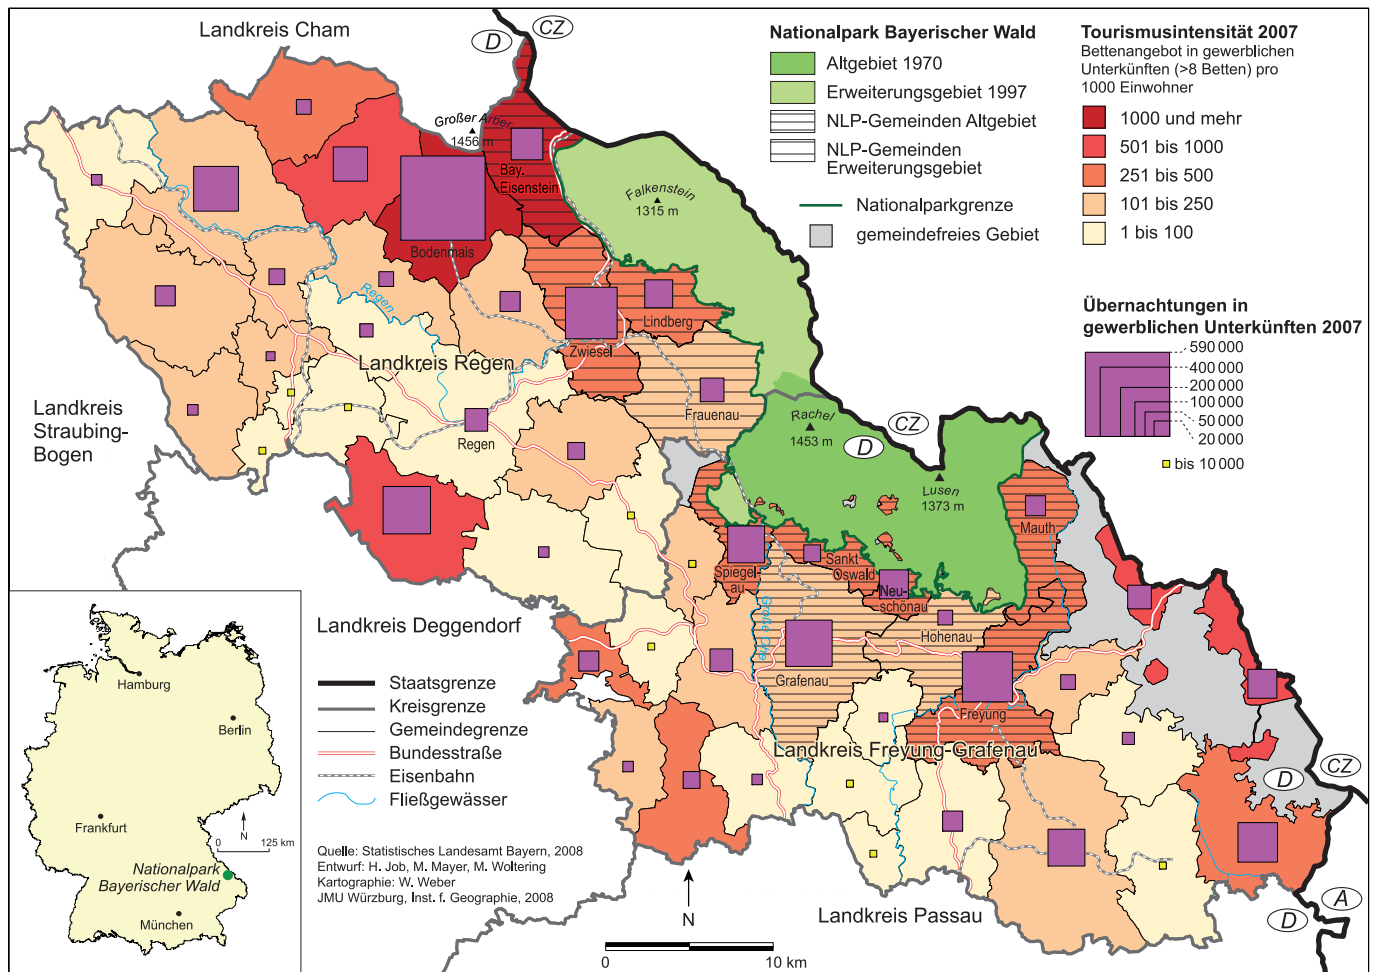 Landkreis Cham
D
CZ
Nationalpark Bayerischer Wald
Altgebiet 1970
Erweiterungsgebiet 1997
NLP-Gemeinden Altgebiet
NLP-Gemeinden
Erweiterungsgebiet
Nationalparkgrenze
gemeindefreies Gebiet
Tourismusintensität 2007
Bettenangebot in gewerblichen
Unterkünften (>8 Betten) pro
1000 Einwohner
1000 und mehr
501 bis 1000
251 bis 500
101 bis 250
1 bis 100
Übernachtungen in
gewerblichen Unterkünften 2007
590 000
400 000
200 000
100 000
50 000
20 000
bis 10 000
Großer Arber
1456 m
Bay.
Eisenstein
Falkenstein
1315 m
Bodenmais
Regen
Lindberg
Zwiesel
Landkreis Regen
Frauenau
Regen
Landkreis
Straubing-
Bogen
Rachel
1453 m
D
CZ
Lusen
1373 m
Mauth
Spiegel-
au
Sankt
Oswald
Neu-
schönau
Große Ohe
Hohenau
Grafenau
Freyung
Landkreis Freyung-Grafenau
Landkreis Deggendorf
Staatsgrenze
Kreisgrenze
Gemeindegrenze
Bundesstraße
Eisenbahn
Fließgewässer
Quelle: Statistisches Landesamt Bayern, 2008
Entwurf: H. Job, M. Mayer, M. Woltering
Kartographie: W. Weber
JMU Würzburg, Inst. f. Geographie, 2008
N
0
10 km
Landkreis Passau
D
CZ
A
D
Hamburg
Berlin
Frankfurt
N
0
125 km
Nationalpark
Bayerischer Wald
München